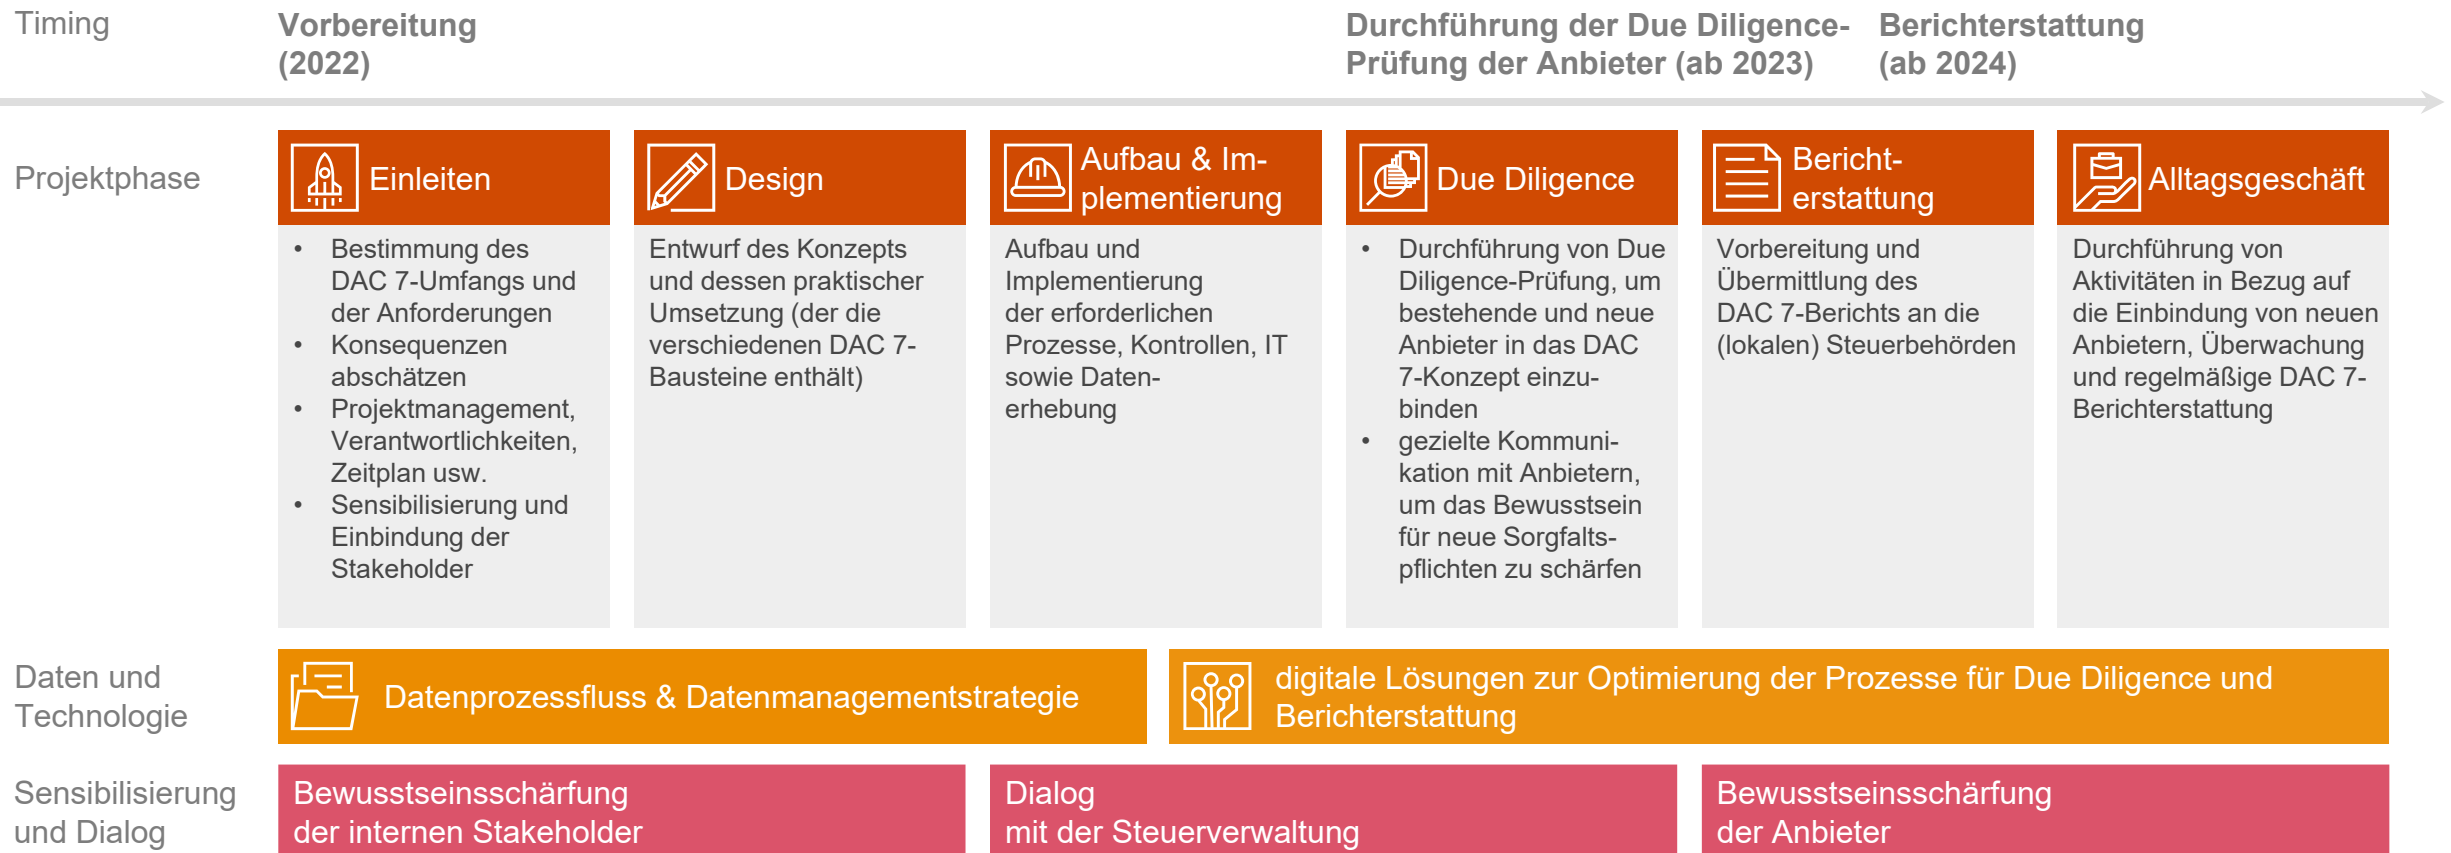 Timing
Vorbereitung
(2022)
Durchführung der Due Diligence-
Prüfung der Anbieter (ab 2023)
Berichterstattung
(ab 2024)
Projektphase
Einleiten
• Bestimmung des
DAC 7-Umfangs und
der Anforderungen
• Konsequenzen
abschätzen
• Projektmanagement,
Verantwortlichkeiten,
Zeitplan usw.
• Sensibilisierung und
Einbindung der
Stakeholder
Design
Entwurf des Konzepts
und dessen praktischer
Umsetzung (der die
verschiedenen DAC 7-
Bausteine enthält)
Aufbau & Im-
plementierung
Aufbau und
Implementierung
der erforderlichen
Prozesse, Kontrollen, IT
sowie Daten-
erhebung
Due Diligence
• Durchführung von Due
Diligence-Prüfung, um
bestehende und neue
Anbieter in das DAC
7-Konzept einzu-
binden
• gezielte Kommuni-
kation mit Anbietern,
um das Bewusstsein
für neue Sorgfalts-
pflichten zu schärfen
Bericht-
erstattung
Vorbereitung und
Übermittlung des
DAC 7-Berichts an die
(lokalen) Steuerbehörden
Alltagsgeschäft
Durchführung von
Aktivitäten in Bezug auf
die Einbindung von neuen
Anbietern, Überwachung
und regelmäßige DAC 7-
Berichterstattung
Daten und
Technologie
Datenprozessfluss & Datenmanagementstrategie
digitale Lösungen zur Optimierung der Prozesse für Due Diligence und
Berichterstattung
Sensibilisierung
und Dialog
Bewusstseinsschärfung
der internen Stakeholder
Dialog
mit der Steuerverwaltung
Bewusstseinsschärfung
der Anbieter